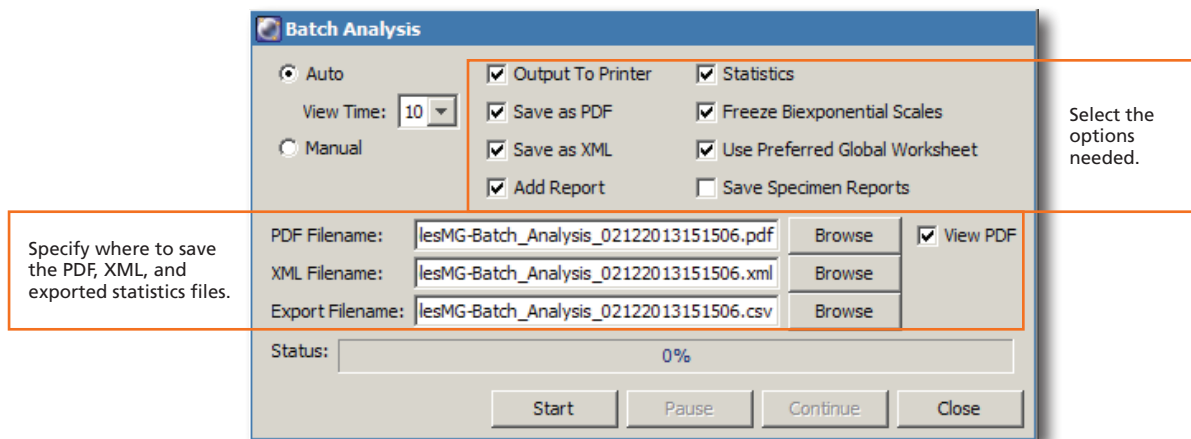 Batch Analysis
Auto
Output To Printer
Statistics
View Time: 10
Save as PDF
Freeze Biexponential Scales
Manual
Save as XML
Use Preferred Global Worksheet
Add Report
Save Specimen Reports
Select the
options
needed.
Specify where to save
the PDF, XML, and
exported statistics files.
PDF Filename: lesMG-Batch_Analysis_02122013151506.pdf Browse View PDF
XML Filename: lesMG-Batch_Analysis_02122013151506.xml Browse
Export Filename: lesMG-Batch_Analysis_02122013151506.csv Browse
Status: 0%
Start Pause Continue Close